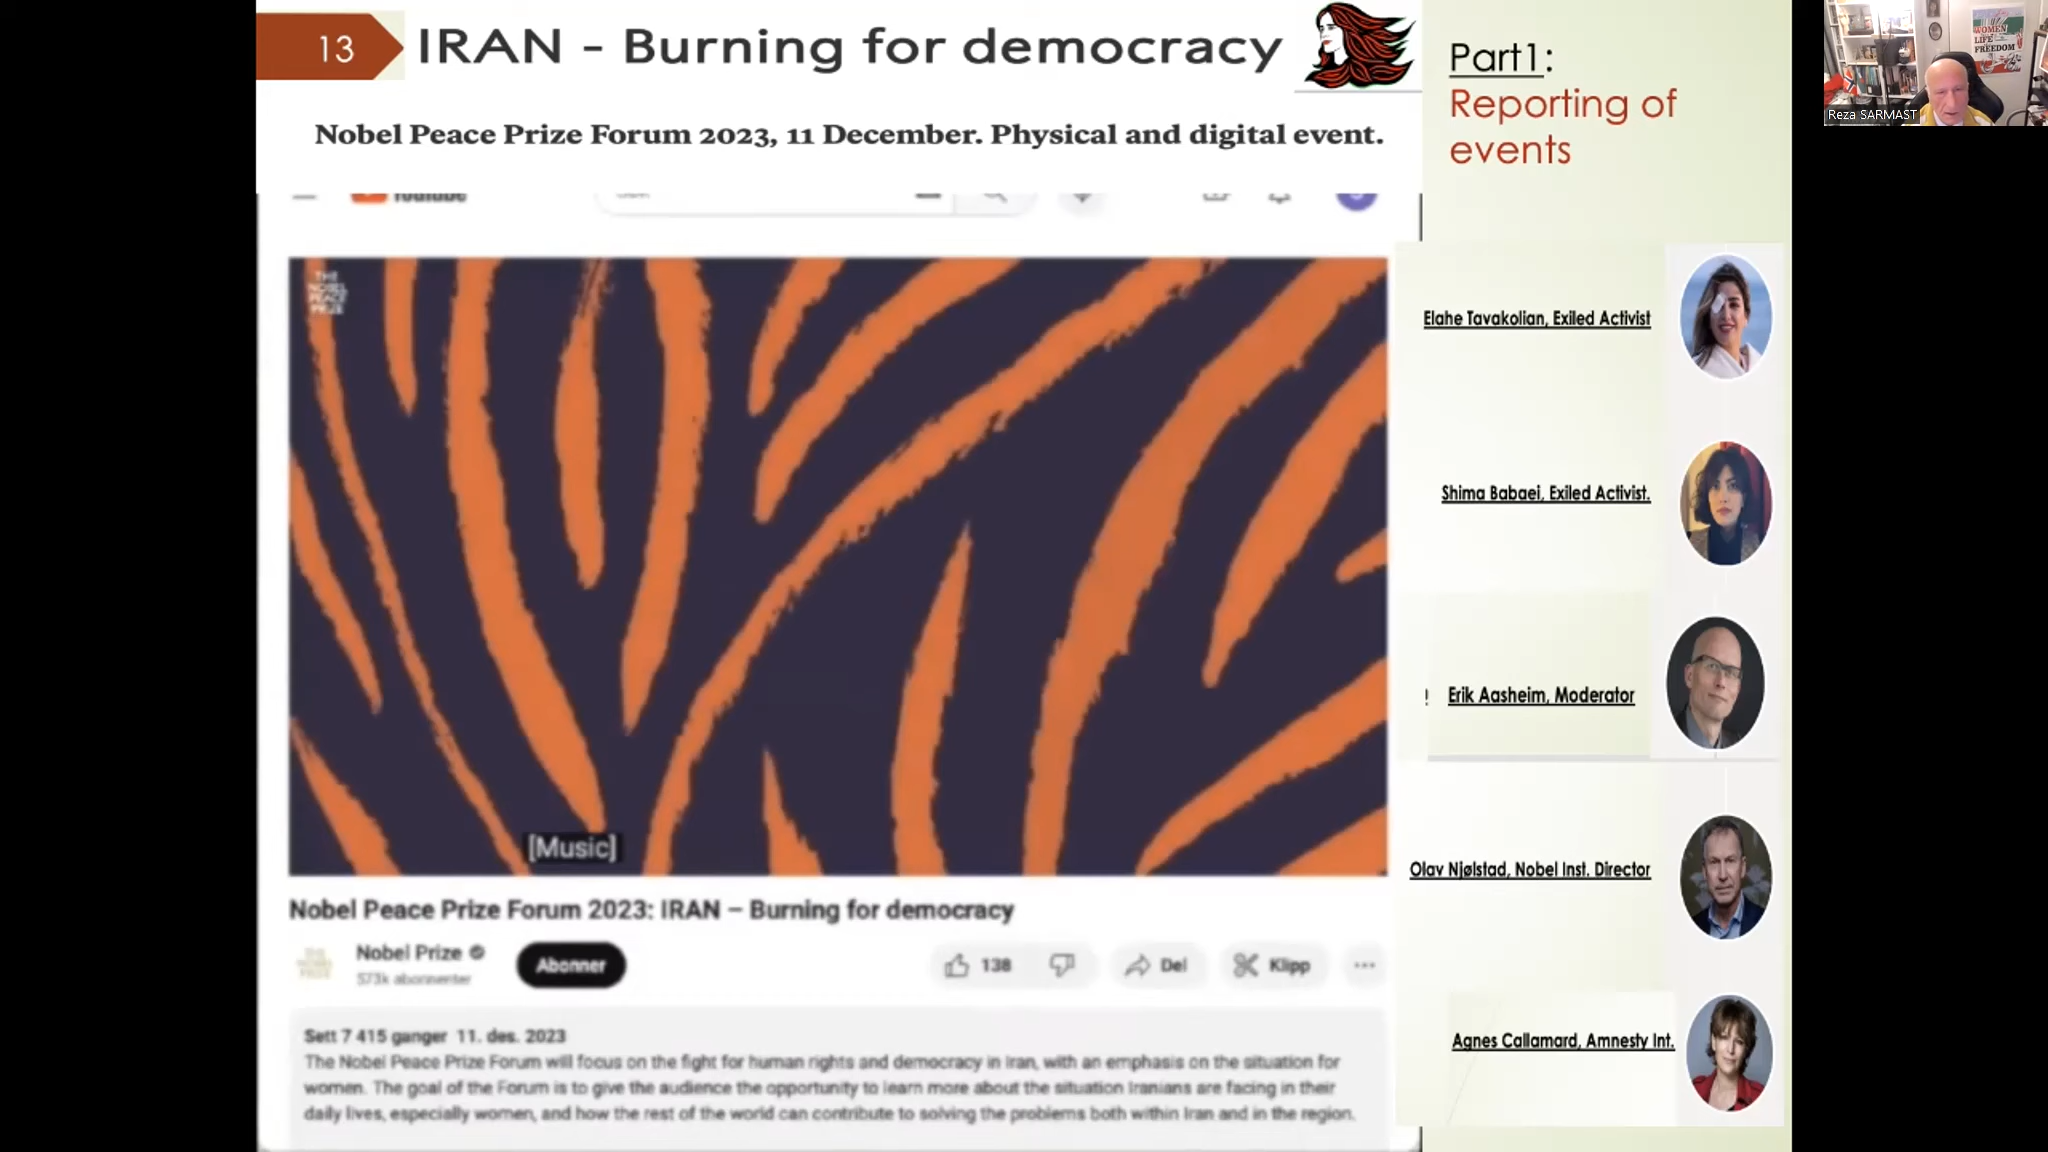 13
IRAN - Burning for democracy
Part1:
Reporting of
events
Reza SARMAST
WOMEN
LIFE
FREEDOM
Nobel Peace Prize Forum 2023, 11 December. Physical and digital event.
YouTube
THE
NOBEL
PEACE
PRIZE
[Music]
Elahe Tavakolian, Exiled Activist
Shima Babaei, Exiled Activist.
! Erik Aasheim, Moderator
Olav Njølstad, Nobel Inst. Director
Agnes Callamard, Amnesty Int.
Nobel Peace Prize Forum 2023: IRAN – Burning for democracy
Nobel Prize
573k abonnenter
Abonner
138
Del
Klipp
Sett 7 415 ganger 11. des. 2023
The Nobel Peace Prize Forum will focus on the fight for human rights and democracy in Iran, with an emphasis on the situation for
women. The goal of the Forum is to give the audience the opportunity to learn more about the situation Iranians are facing in their
daily lives, especially women, and how the rest of the world can contribute to solving the problems both within Iran and in the region.